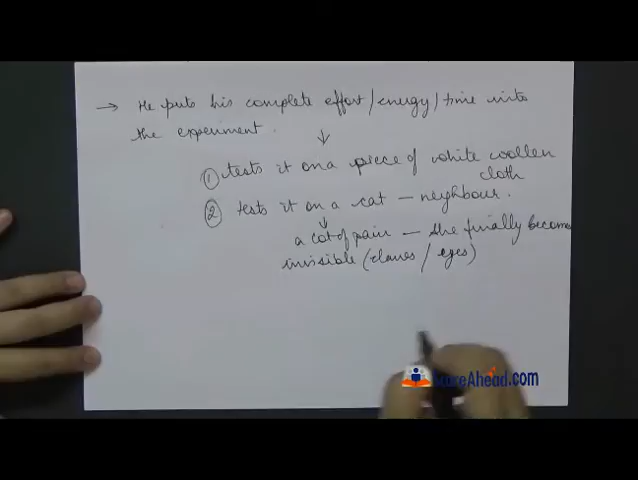 → He puts his complete effort/energy/time into
the experiment.
↓
① tests it on a piece of white woollen
cloth
② tests it on a cat — neighbour.
↓
a lot of pain — she finally becomes
invisible (claws / eyes)
ScoreAhead.com